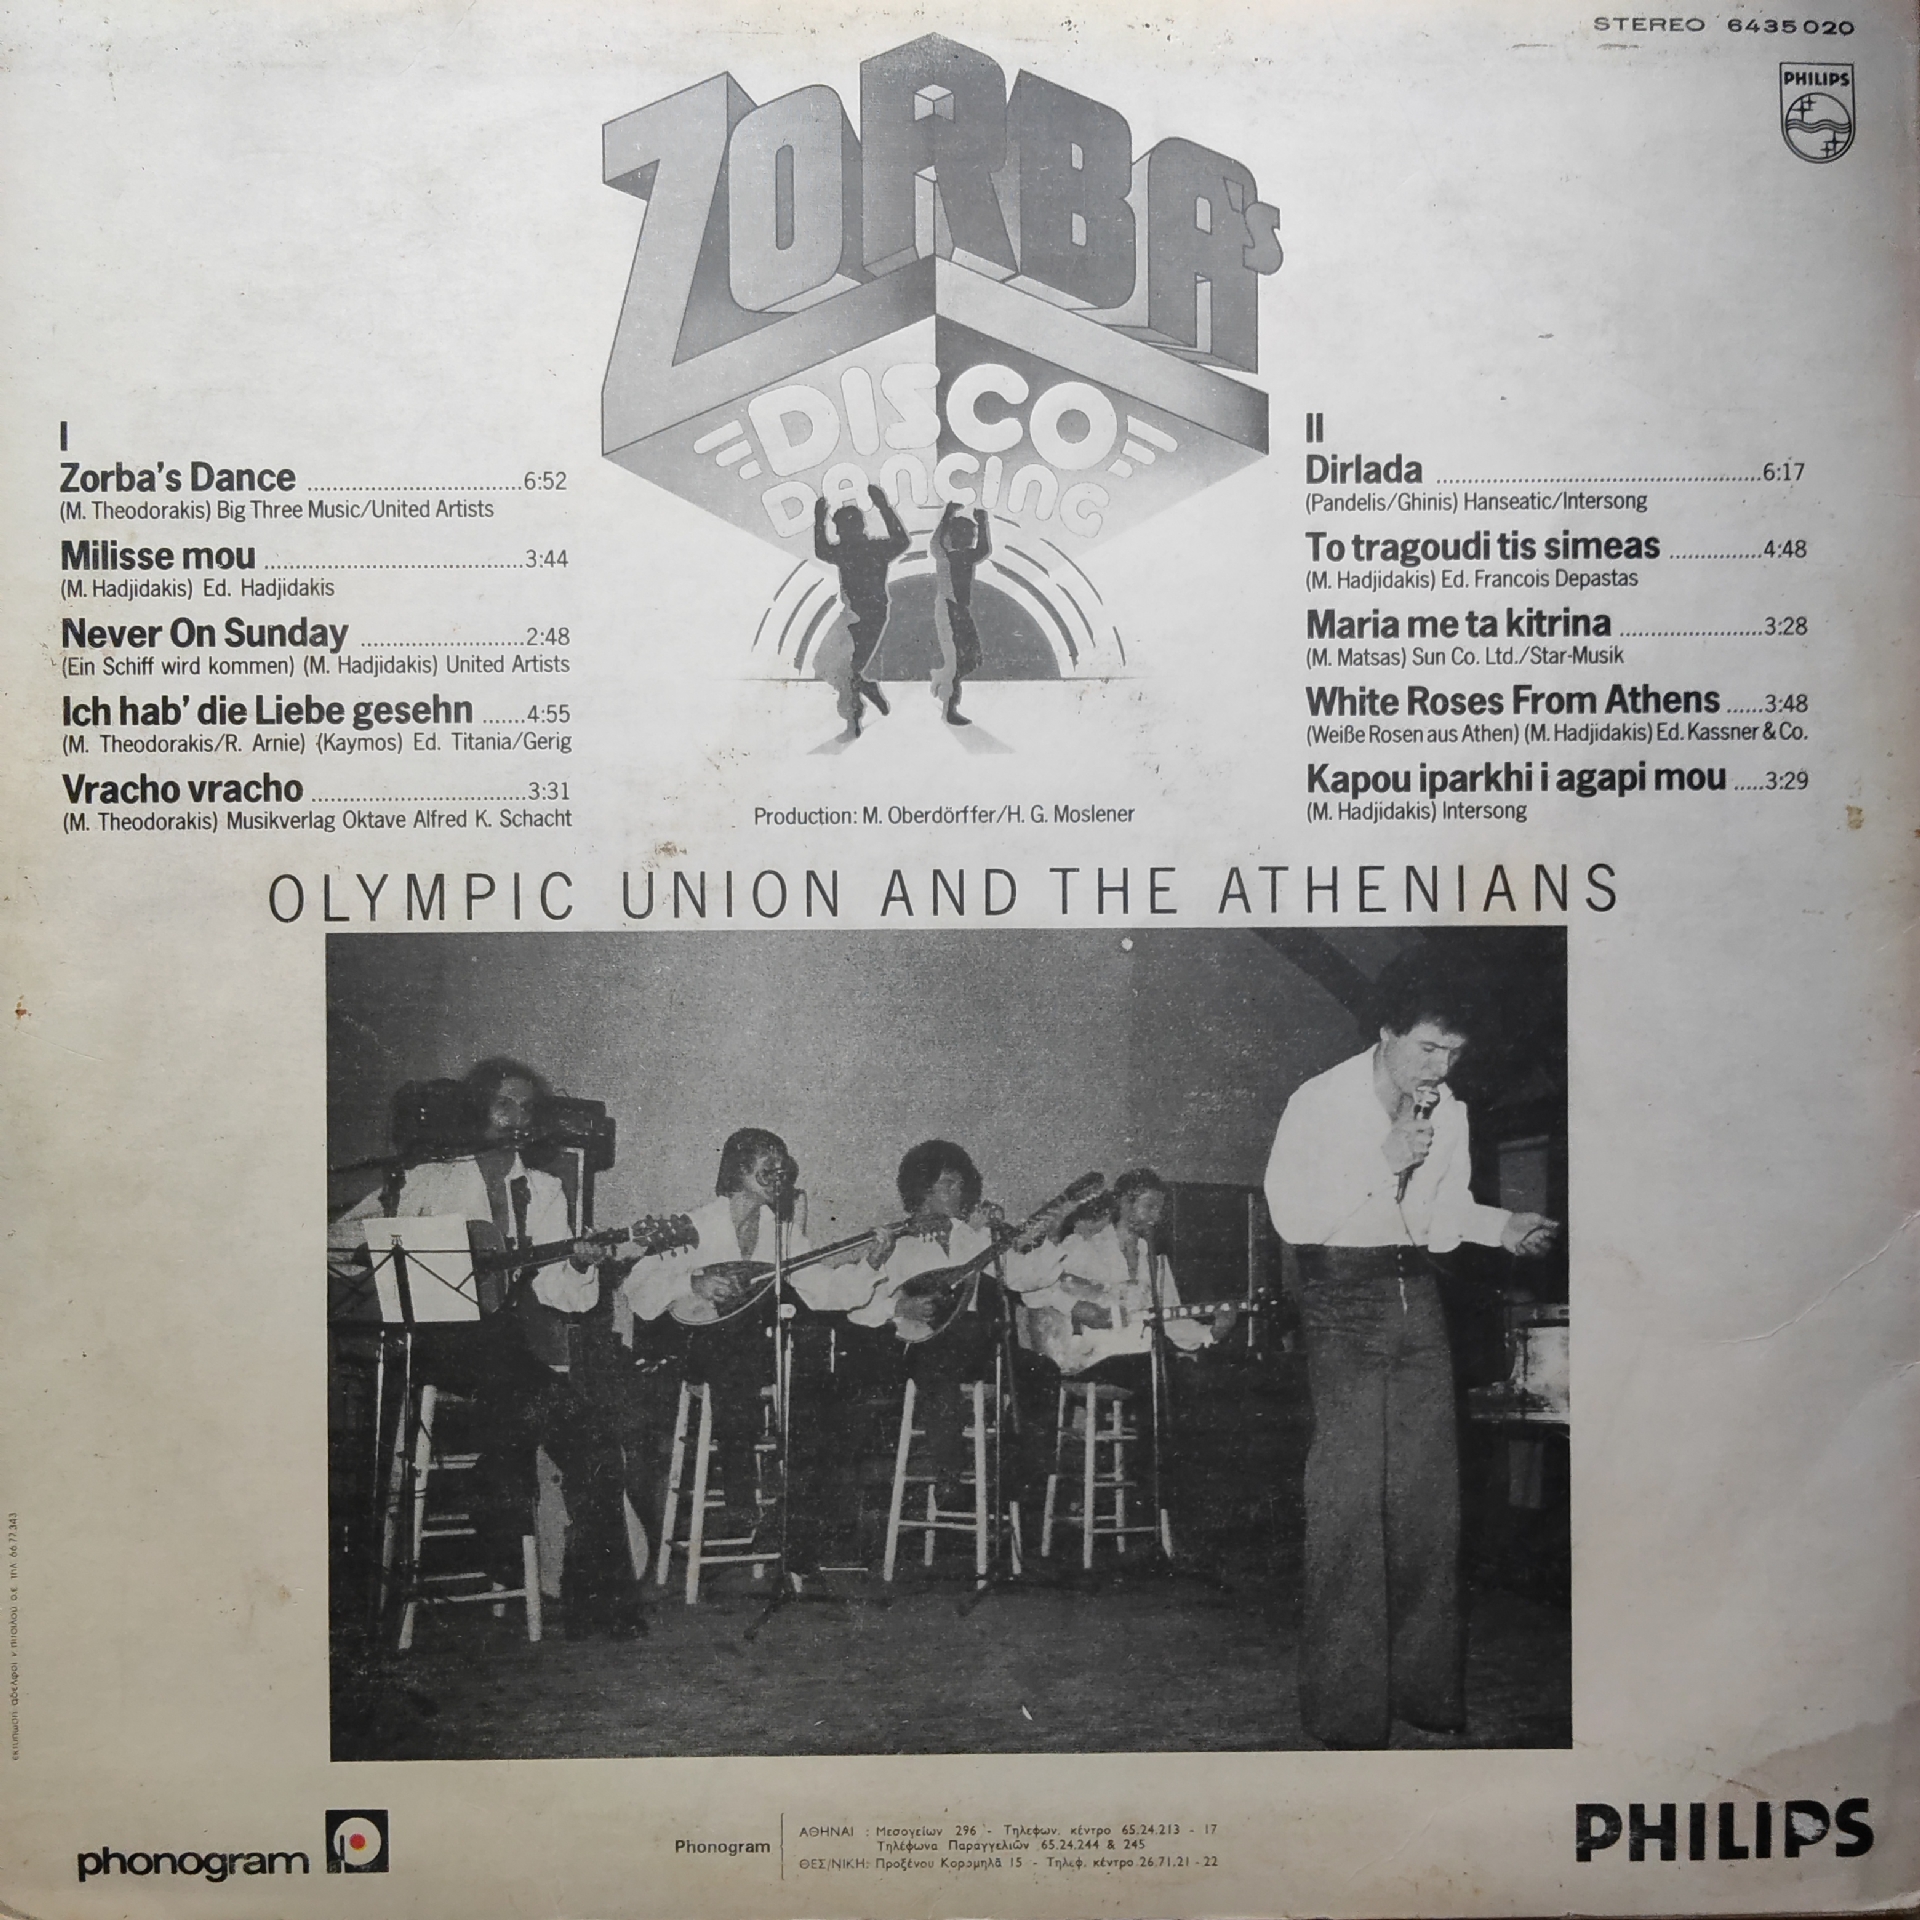 STEREO 6435 020
PHILIPS
ZORBA's
DISCO
DANCING
I
Zorba's Dance ................................6:52
(M. Theodorakis) Big Three Music/United Artists
Milisse mou .......................................3:44
(M. Hadjidakis) Ed. Hadjidakis
Never On Sunday .........................2:48
(Ein Schiff wird kommen) (M. Hadjidakis) United Artists
Ich hab' die Liebe gesehn .......4:55
(M. Theodorakis/R. Arnie) (Kaymos) Ed. Titania/Gerig
Vracho vracho ................................3:31
(M. Theodorakis) Musikverlag Oktave Alfred K. Schacht
II
Dirlada .................................................6:17
(Pandelis/Ghinis) Hanseatic/Intersong
To tragoudi tis simeas ..............4:48
(M. Hadjidakis) Ed. Francois Depastas
Maria me ta kitrina ......................3:28
(M. Matsas) Sun Co. Ltd./Star-Musik
White Roses From Athens ......3:48
(Weiße Rosen aus Athen) (M. Hadjidakis) Ed. Kassner & Co.
Kapou iparkhi i agapi mou .....3:29
(M. Hadjidakis) Intersong
Production: M. Oberdörffer/H. G. Moslener
OLYMPIC UNION AND THE ATHENIANS
phonogram
Phonogram
ΑΘΗΝΑΙ : Μεσογείων 296 - Τηλεφων. κέντρο 65.24.213 - 17
Τηλέφωνα Παραγγελιῶν 65.24.244 & 245
ΘΕΣ/ΝΙΚΗ: Προξένου Κορομηλᾶ 15 - Τηλεφ. κέντρο 26.71.21 - 22
PHILIPS